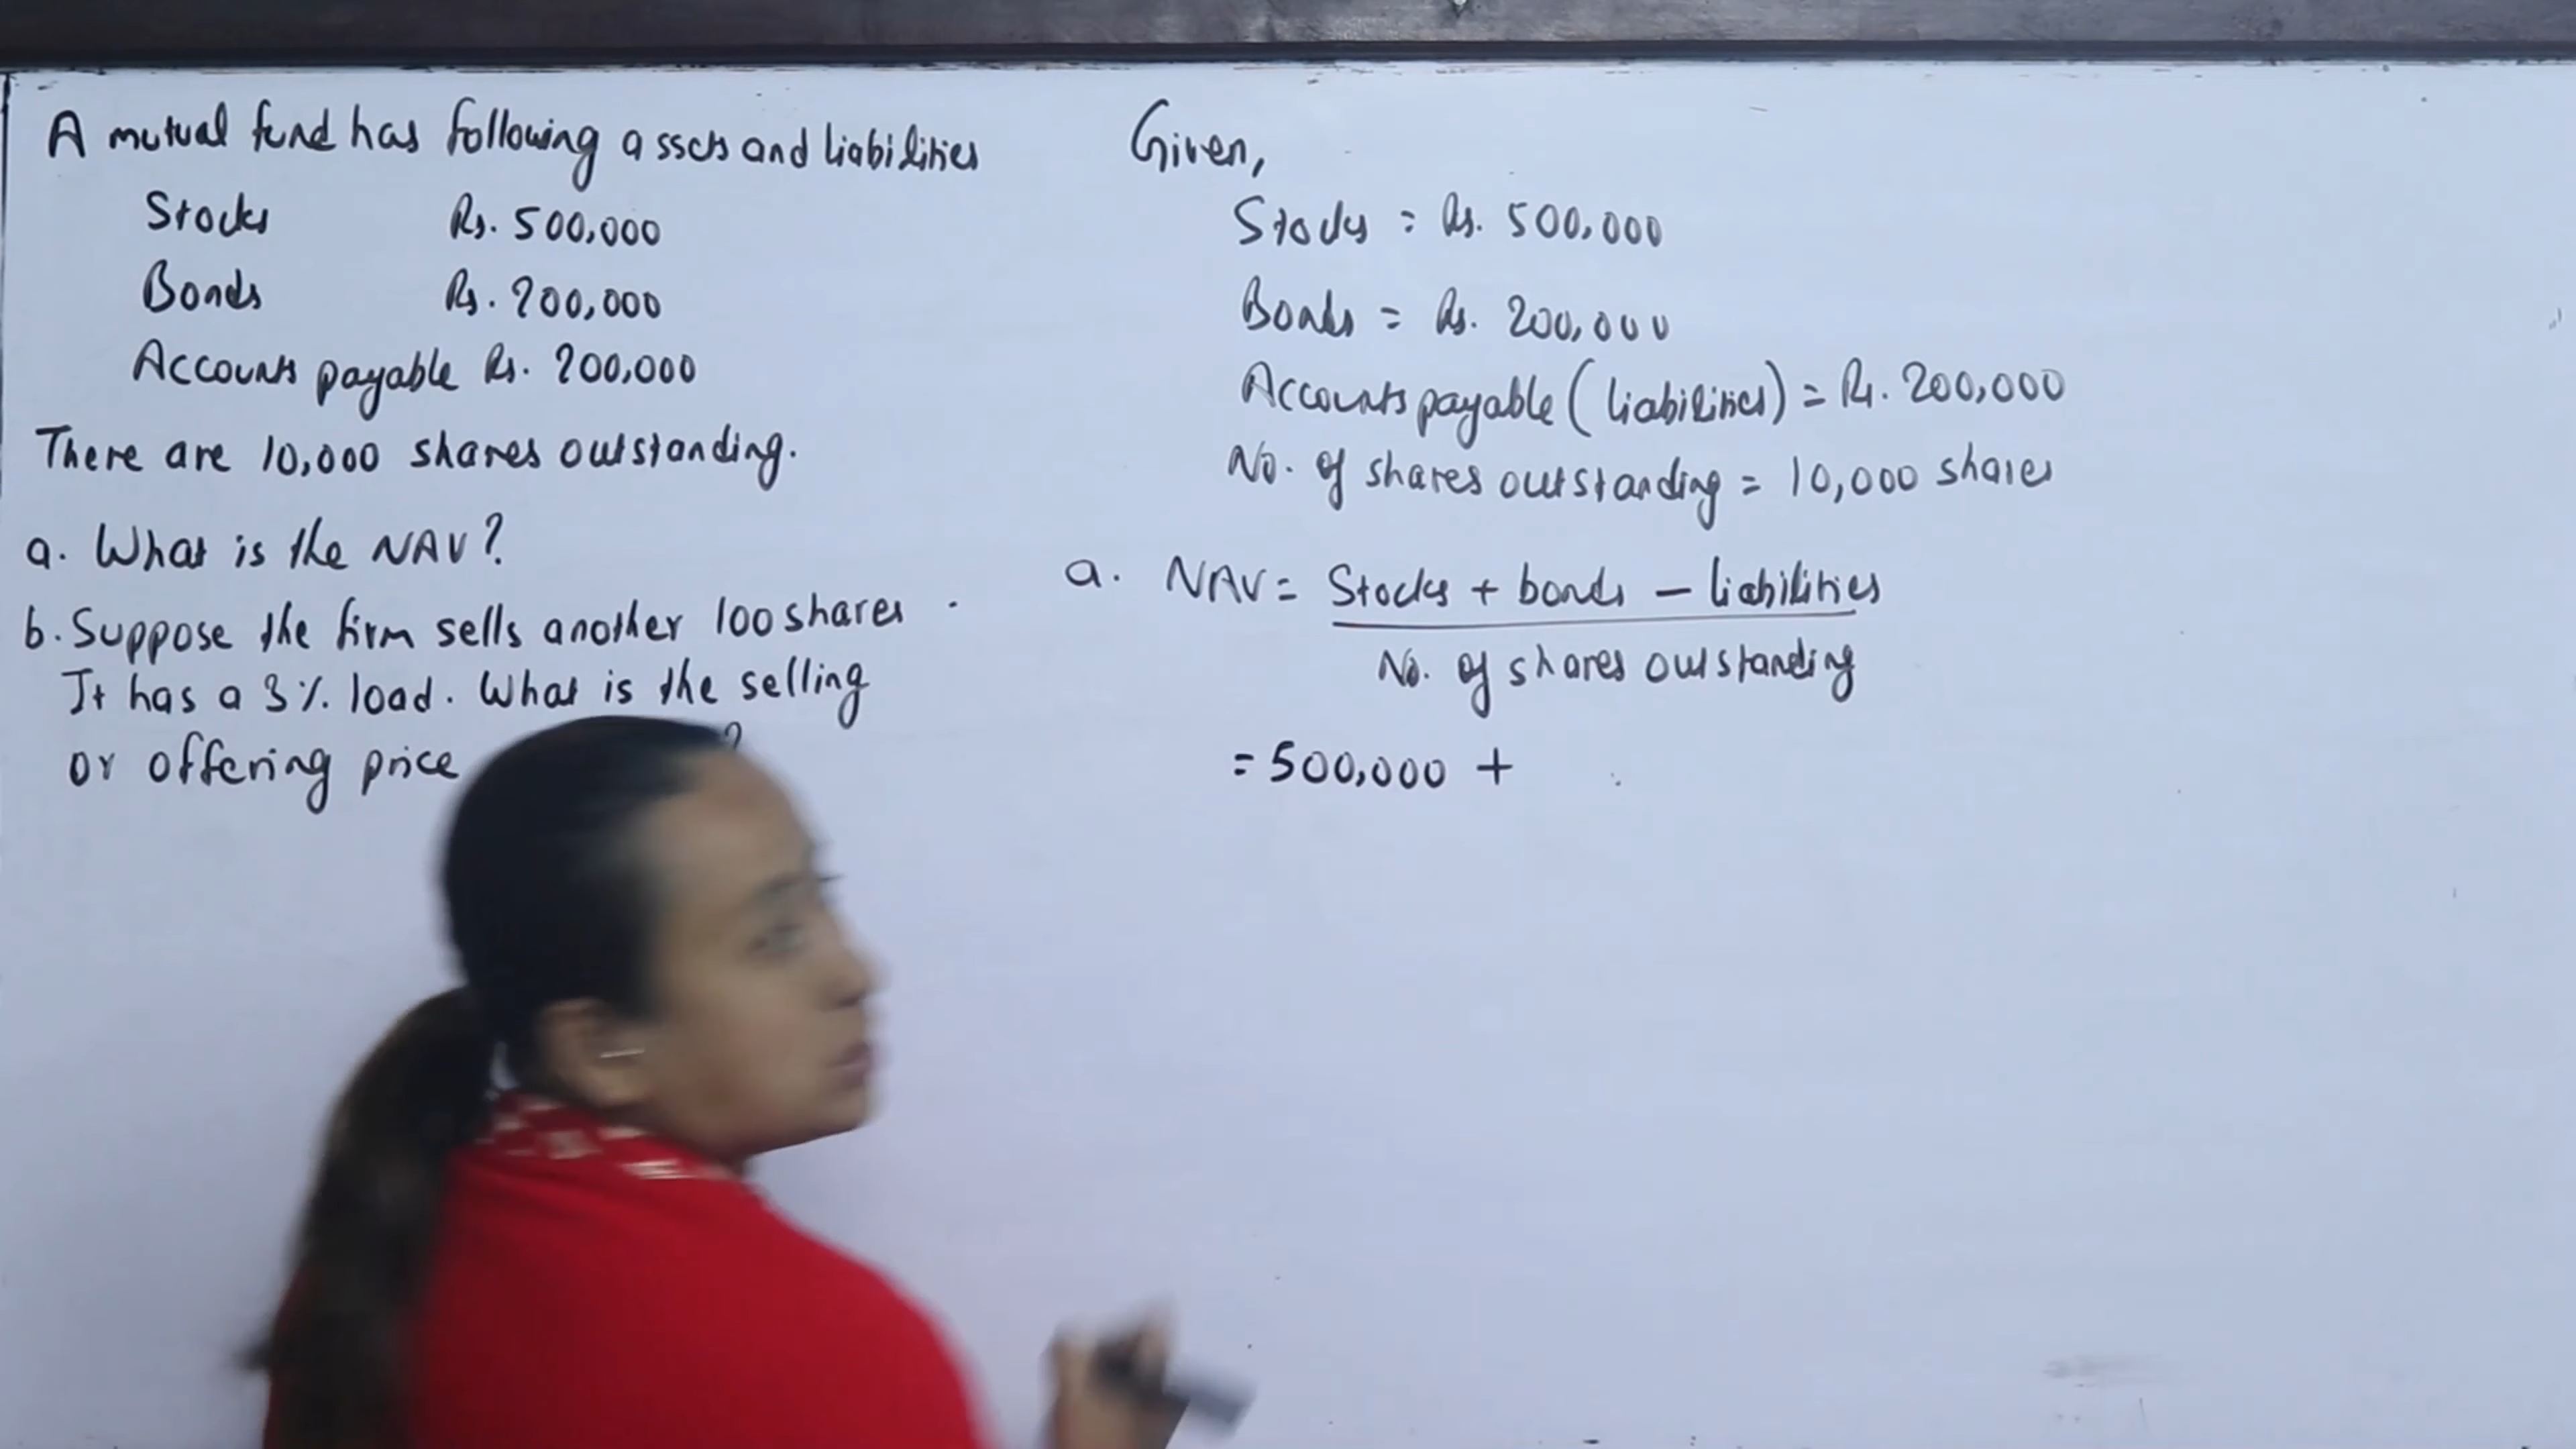 A mutual fund has following assets and liabilities
Stocks Rs. 500,000
Bonds Rs. 200,000
Accounts payable Rs. 200,000
There are 10,000 shares outstanding.
a. What is the NAV?
b. Suppose the firm sells another 100 shares.
It has a 3% load. What is the selling
or offering price ?
Given,
Stocks = Rs. 500,000
Bonds = Rs. 200,000
Accounts payable (liabilities) = Rs. 200,000
No. of shares outstanding = 10,000 shares
a. NAV = Stocks + bonds - liabilities
No. of shares outstanding
= 500,000 +